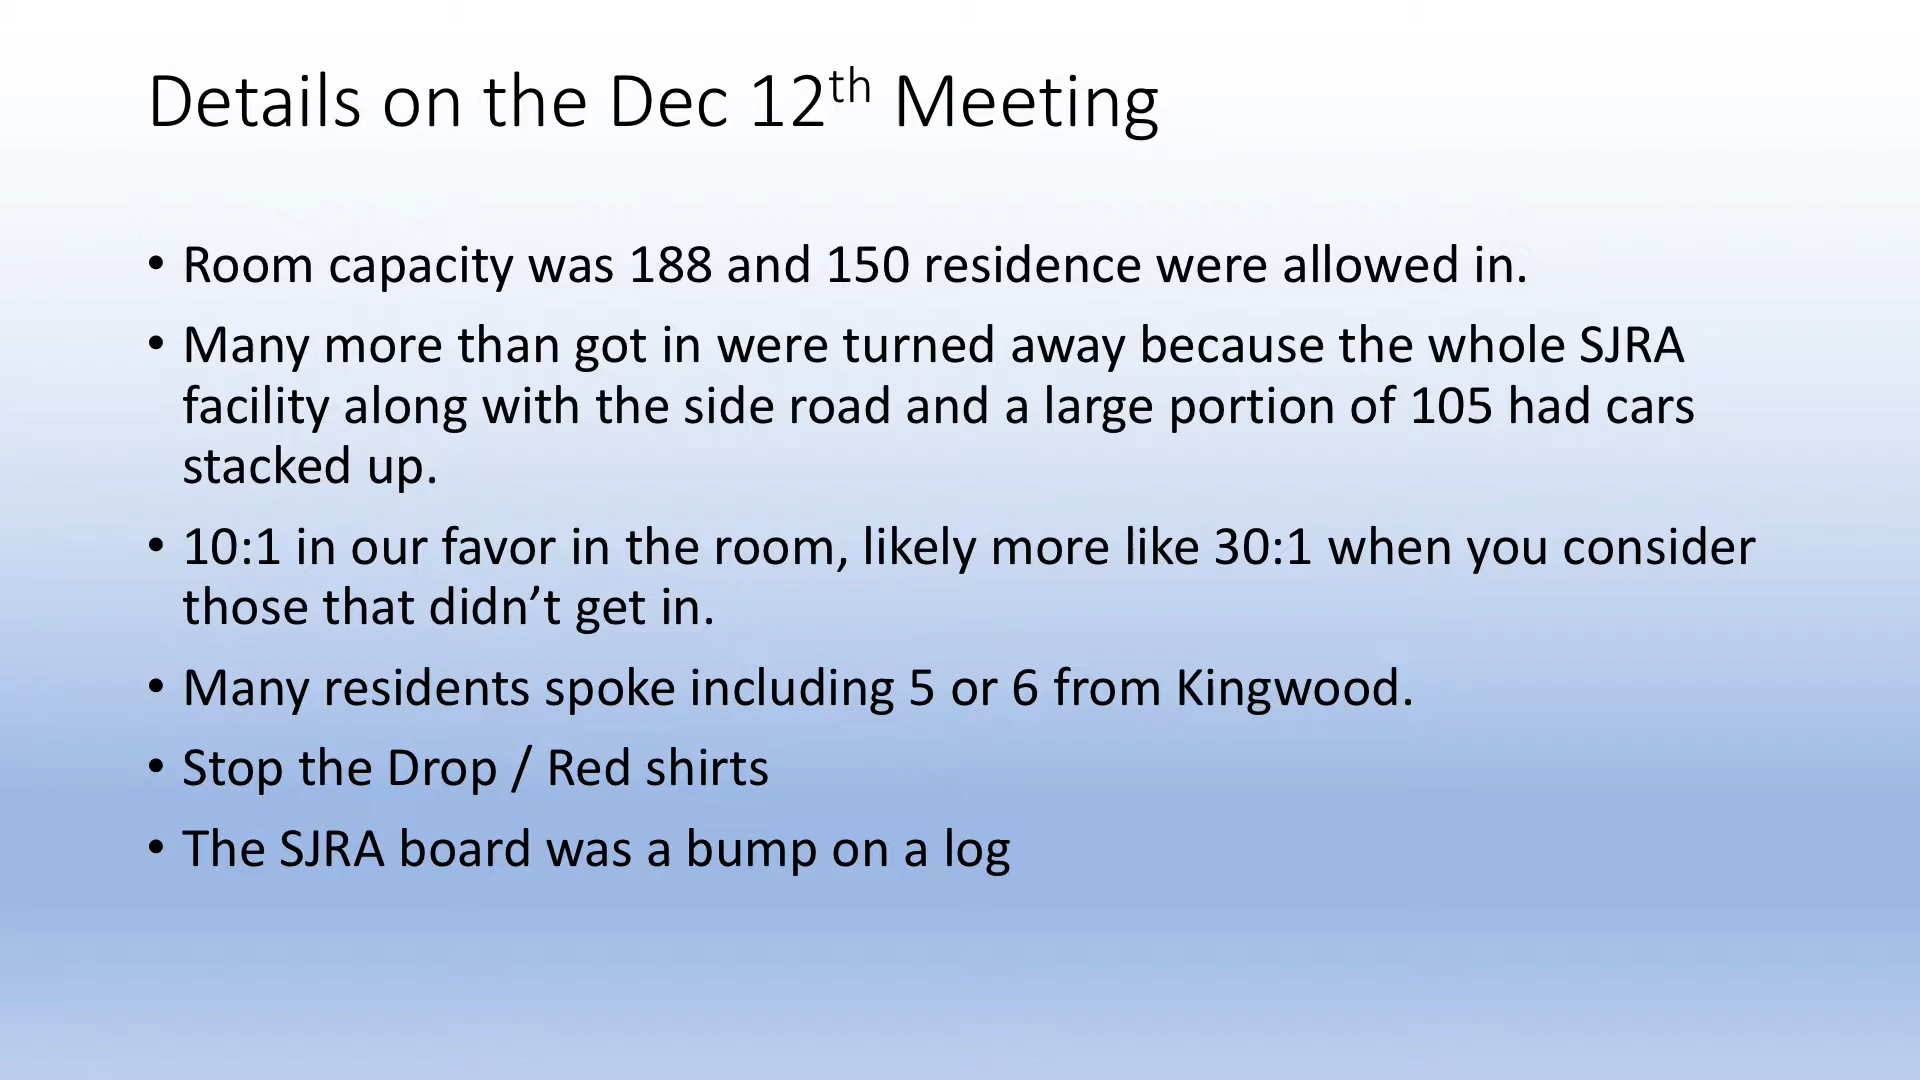 Details on the Dec 12th Meeting
• Room capacity was 188 and 150 residence were allowed in.
• Many more than got in were turned away because the whole SJRA
facility along with the side road and a large portion of 105 had cars
stacked up.
• 10:1 in our favor in the room, likely more like 30:1 when you consider
those that didn’t get in.
• Many residents spoke including 5 or 6 from Kingwood.
• Stop the Drop / Red shirts
• The SJRA board was a bump on a log